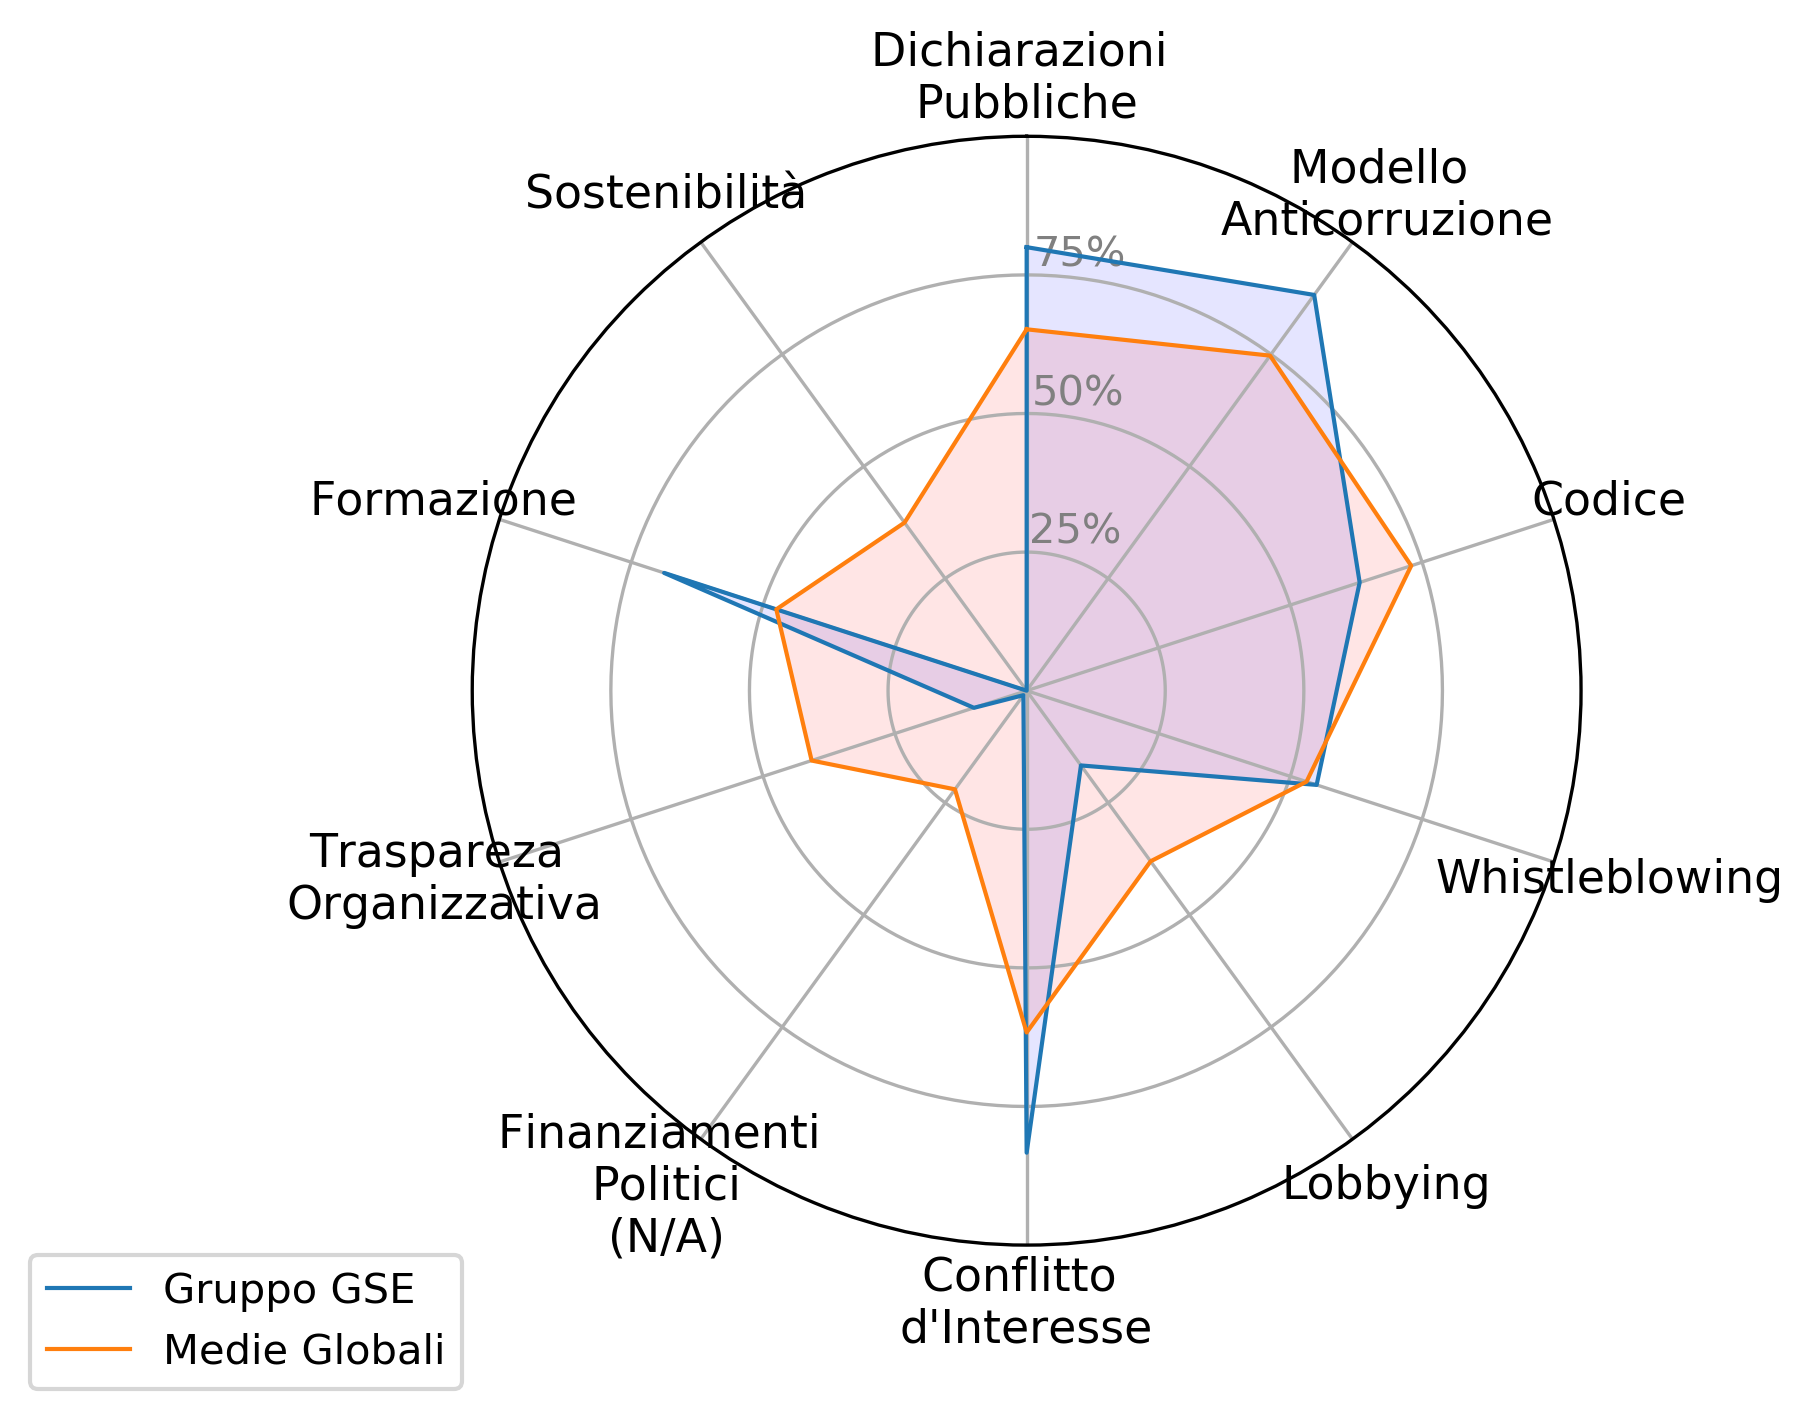 Dichiarazioni
Pubbliche
Modello
Anticorruzione
Sostenibilità
75%
50%
25%
Formazione
Codice
Traspareza
Organizzativa
Whistleblowing
Finanziamenti
Politici
(N/A)
Lobbying
Conflitto
d'Interesse
Gruppo GSE
Medie Globali